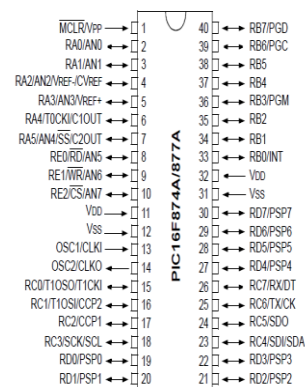 MCLR/VPP 1 40 RB7/PGD
RA0/AN0 2 39 RB6/PGC
RA1/AN1 3 38 RB5
RA2/AN2/VREF-/CVREF 4 37 RB4
RA3/AN3/VREF+ 5 36 RB3/PGM
RA4/T0CKI/C1OUT 6 35 RB2
RA5/AN4/SS/C2OUT 7 34 RB1
RE0/RD/AN5 8 33 RB0/INT
RE1/WR/AN6 9 32 VDD
RE2/CS/AN7 10 31 VSS
VDD 11 30 RD7/PSP7
VSS 12 29 RD6/PSP6
OSC1/CLKI 13 28 RD5/PSP5
OSC2/CLKO 14 27 RD4/PSP4
RC0/T1OSO/T1CKI 15 26 RC7/RX/DT
RC1/T1OSI/CCP2 16 25 RC6/TX/CK
RC2/CCP1 17 24 RC5/SDO
RC3/SCK/SCL 18 23 RC4/SDI/SDA
RD0/PSP0 19 22 RD3/PSP3
RD1/PSP1 20 21 RD2/PSP2
PIC16F874A/877A